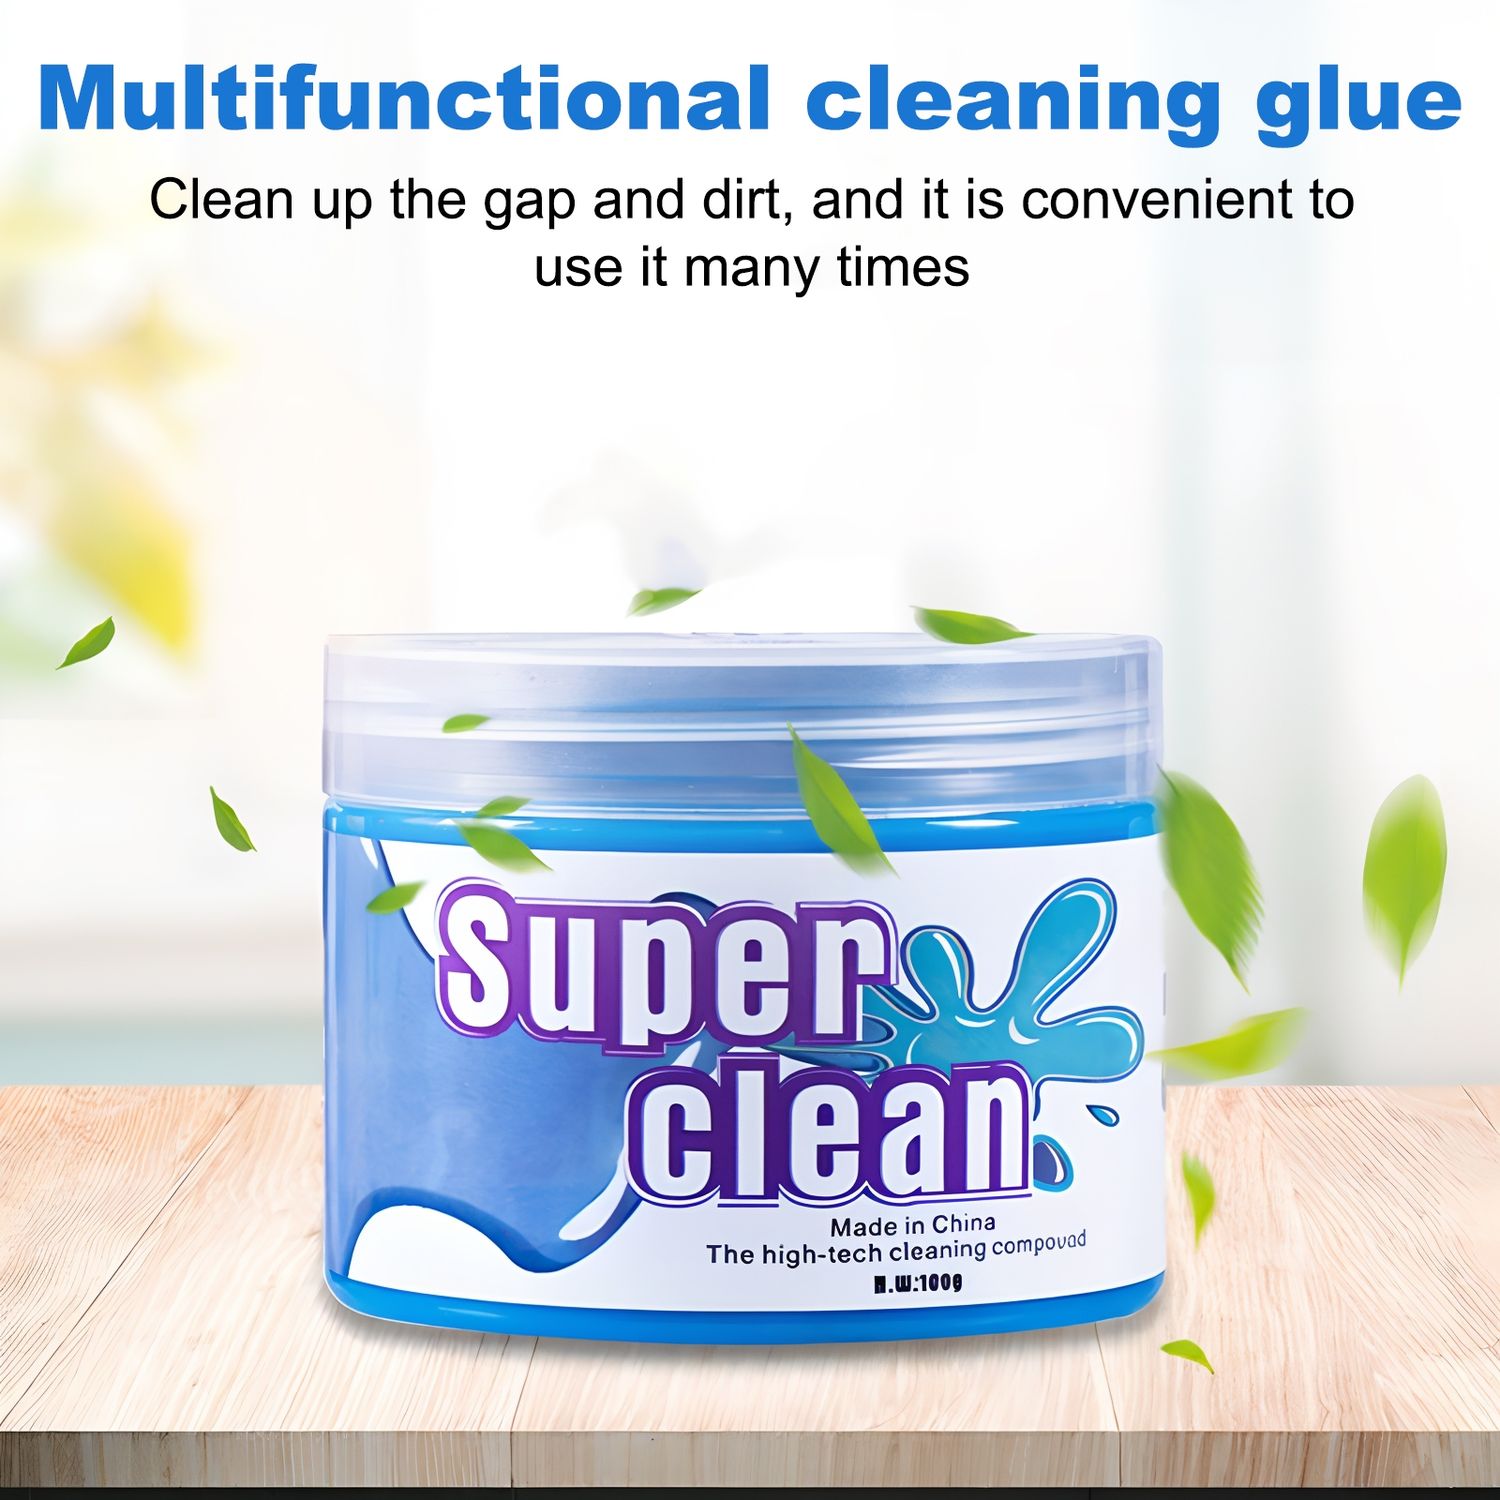 Multifunctional cleaning glue
Clean up the gap and dirt, and it is convenient to
use it many times
Super
clean
Made in China
The high-tech cleaning compovad
N.W:100g